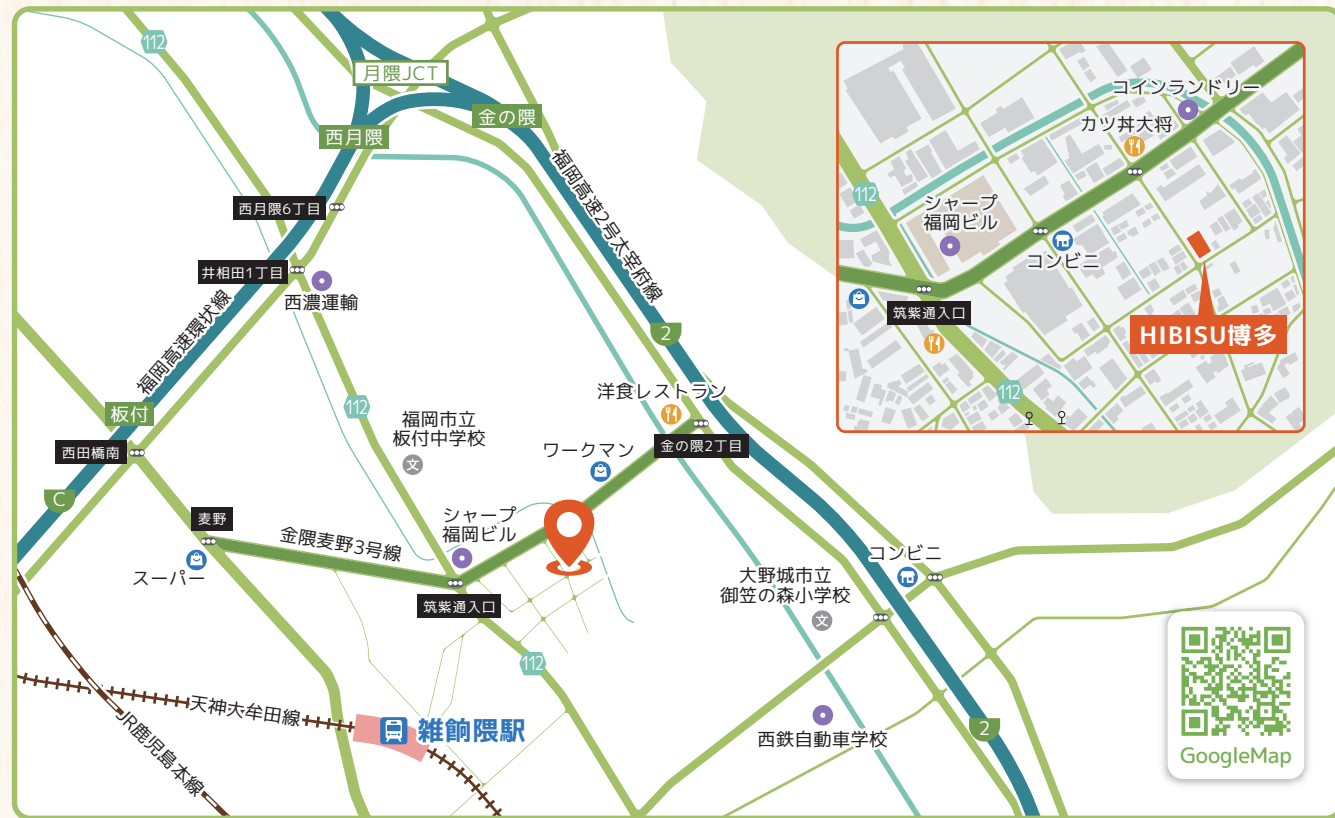 112
月隈JCT
西月隈
金の隈
福岡高速2号太宰府線
西月隈6丁目
井相田1丁目
西濃運輸
福岡高速環状線
2
板付
112
福岡市立
板付中学校
洋食レストラン
西田橋南
ワークマン
金の隈2丁目
C
麦野
シャープ
福岡ビル
金隈麦野3号線
スーパー
筑紫通入口
コンビニ
大野城市立
御笠の森小学校
文
文
112
天神大牟田線
雑餉隈駅
JR鹿児島本線
西鉄自動車学校
2
GoogleMap
コインランドリー
カツ丼大将
112
シャープ
福岡ビル
コンビニ
筑紫通入口
HIBISU博多
112